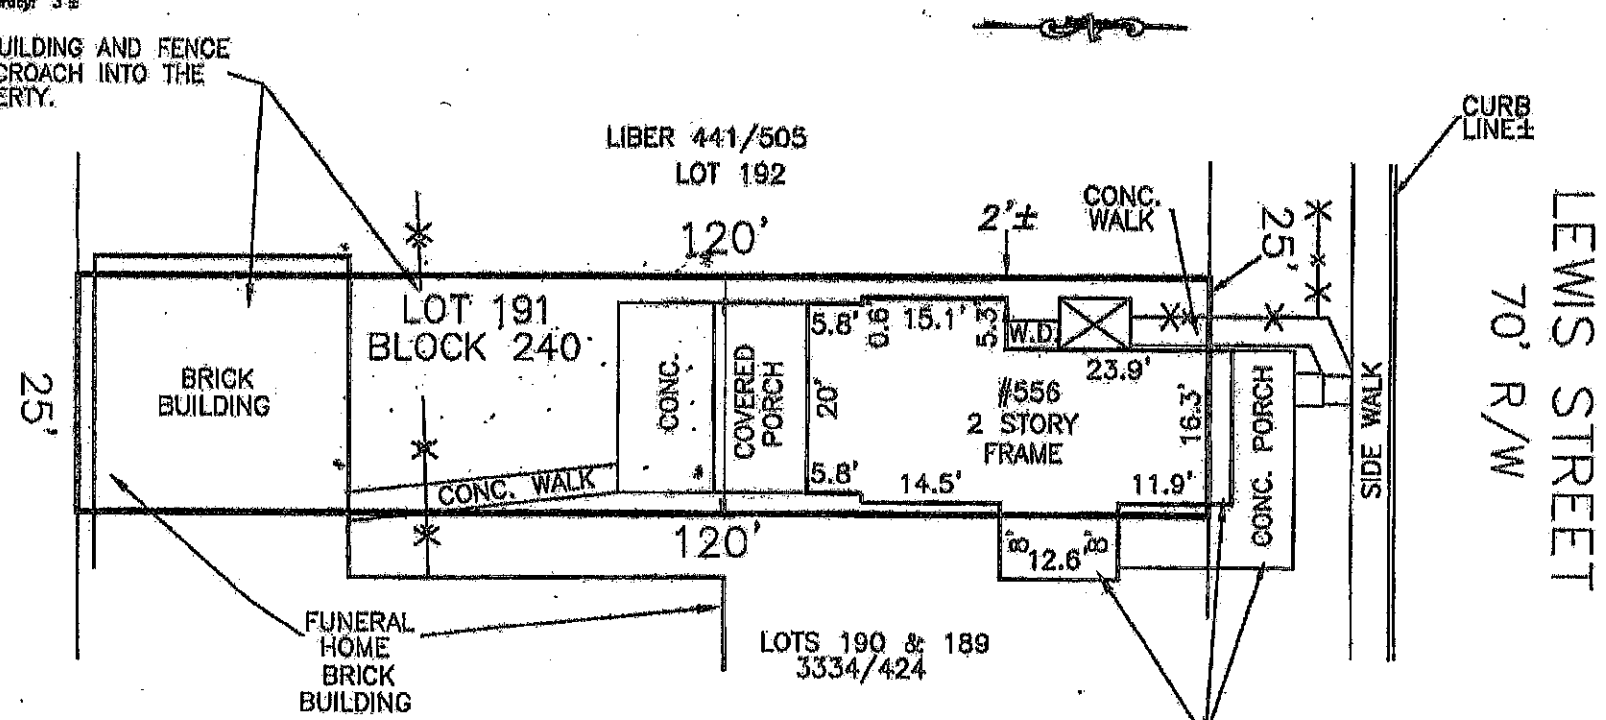 UILDING AND FENCE
CROACH INTO THE
ERTY.
LIBER 441/505
LOT 192
CURB
LINE±
CONC.
WALK
120'
2'±
25'
LEWIS STREET
70' R/W
LOT 191
BLOCK 240
5.8'
0.6'
15.1'
5.3'
W.D.
23.9'
BRICK
BUILDING
25'
CONC.
COVERED
PORCH
20'
#556
2 STORY
FRAME
16.3'
CONC. PORCH
SIDE WALK
5.8'
14.5'
11.9'
CONC. WALK
120'
8'
12.6'
8'
FUNERAL
HOME
BRICK
BUILDING
LOTS 190 & 189
3334/424